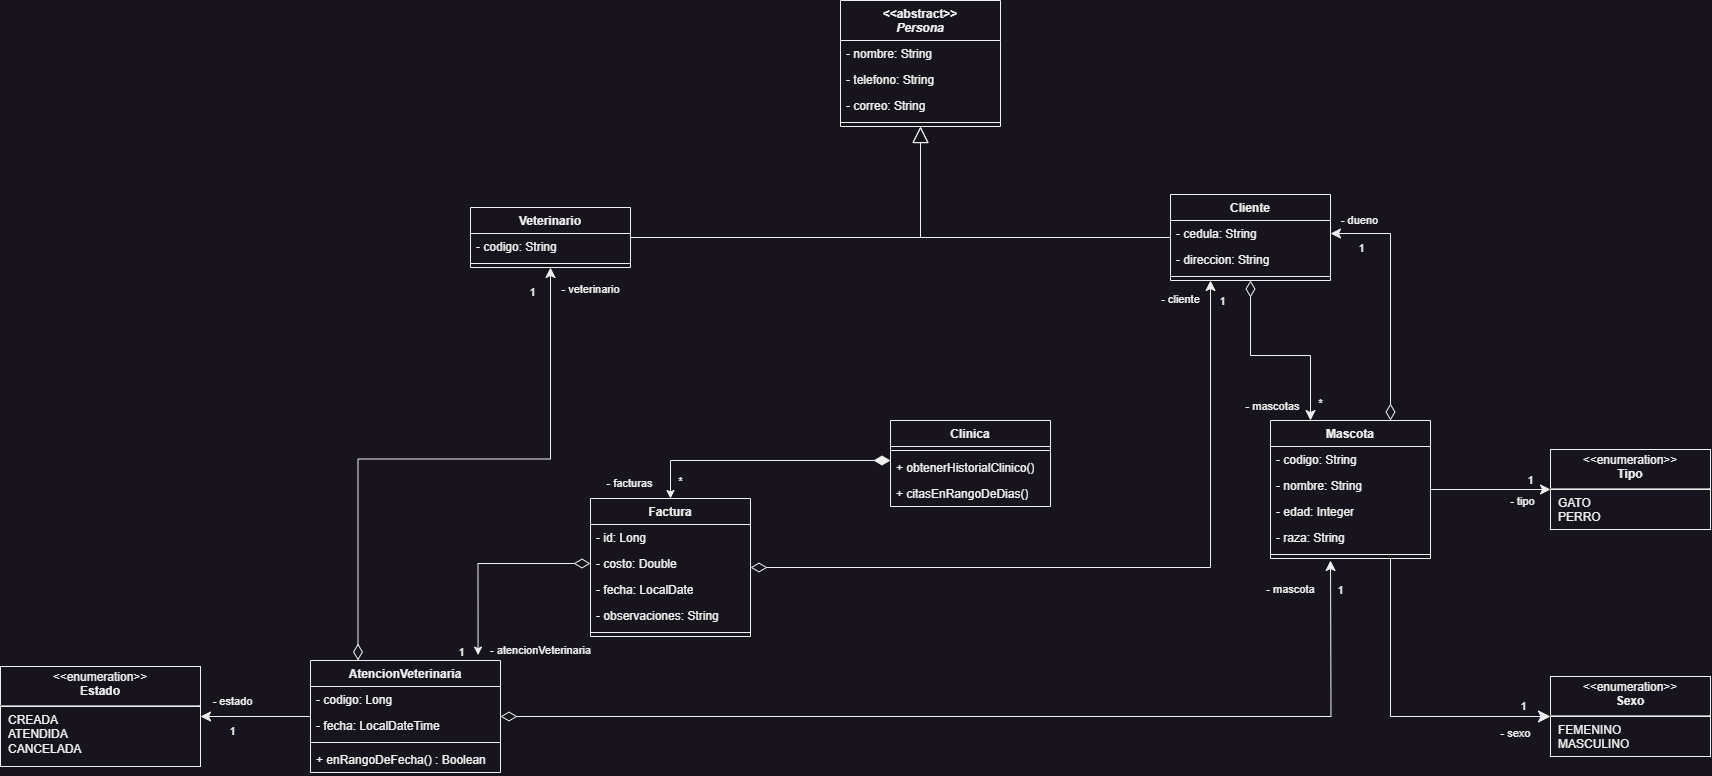 <<abstract>>
Persona
- nombre: String
- telefono: String
- correo: String
Veterinario
- codigo: String
1
- veterinario
Cliente
- cedula: String
- direccion: String
- dueno
1
- cliente
1
- mascotas
*
Clinica
+ obtenerHistorialClinico()
+ citasEnRangoDeDias()
- facturas
*
Factura
- id: Long
- costo: Double
- fecha: LocalDate
- observaciones: String
Mascota
- codigo: String
- nombre: String
- edad: Integer
- raza: String
1
- tipo
<<enumeration>>
Tipo
GATO
PERRO
- mascota
1
1
- atencionVeterinaria
AtencionVeterinaria
- codigo: Long
- fecha: LocalDateTime
+ enRangoDeFecha() : Boolean
- estado
1
<<enumeration>>
Estado
CREADA
ATENDIDA
CANCELADA
1
- sexo
<<enumeration>>
Sexo
FEMENINO
MASCULINO